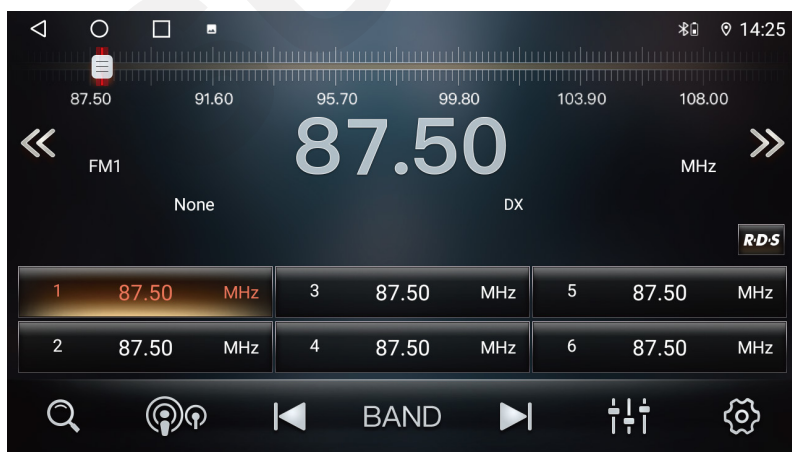 14:25
87.50 91.60 95.70 99.80 103.90 108.00
87.50
FM1 MHz
None DX
R·D·S
1 87.50 MHz 3 87.50 MHz 5 87.50 MHz
2 87.50 MHz 4 87.50 MHz 6 87.50 MHz
BAND